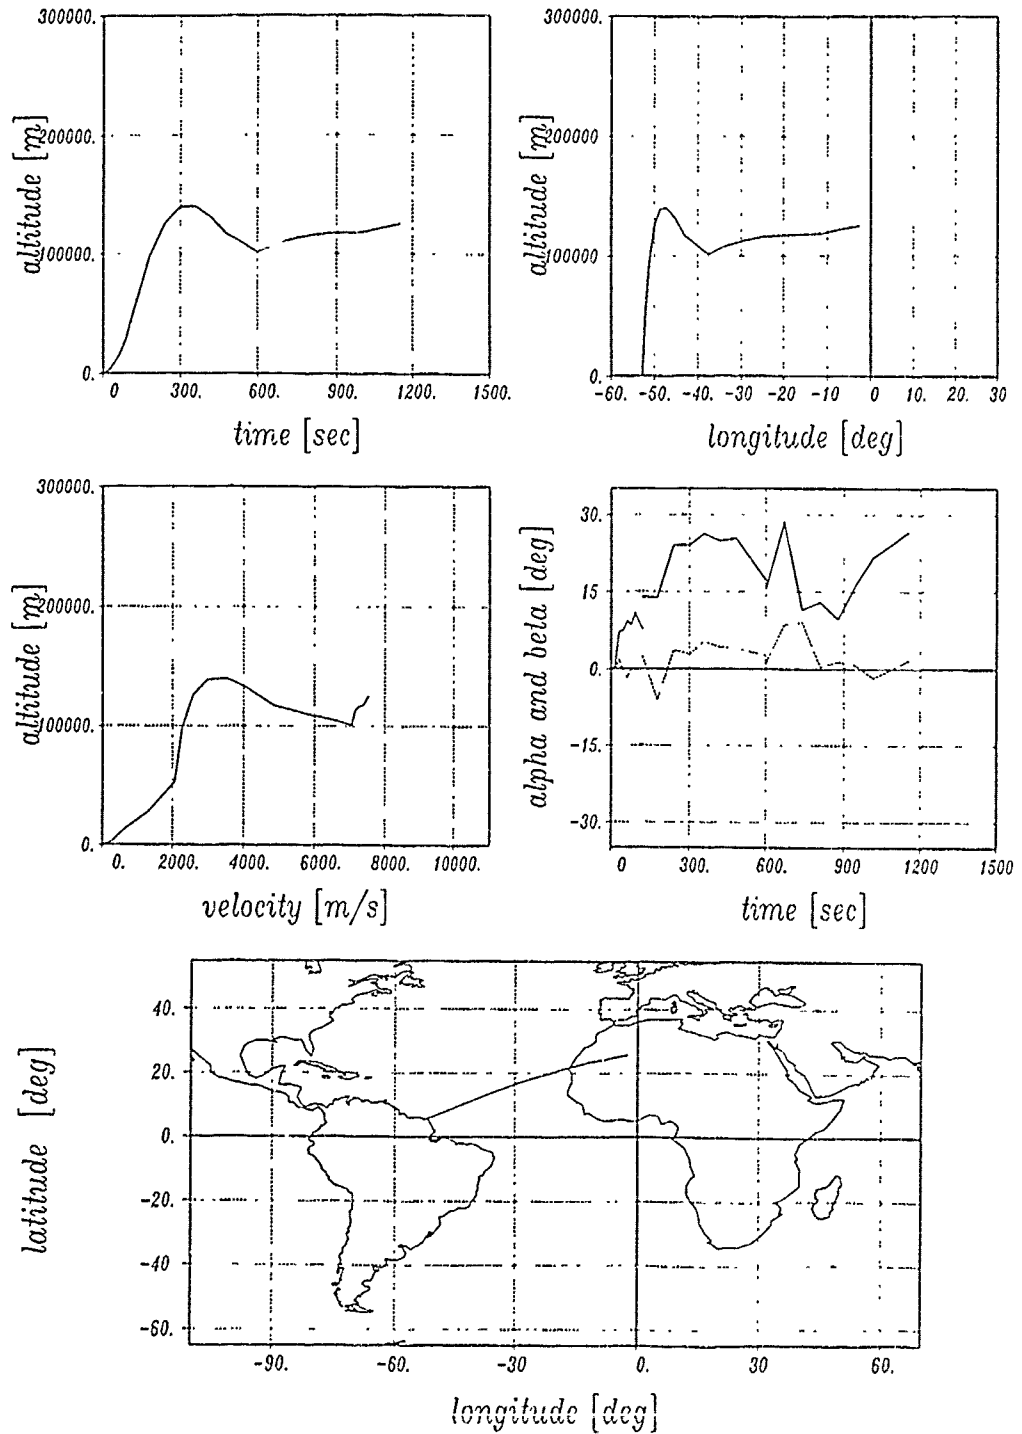 300000.
altitude [m]
200000.
100000.
0.
0 300. 600. 900. 1200. 1500.
time [sec]
300000.
altitude [m]
200000.
100000
0.
-60. -50. -40. -30 -20 -10 0 10. 20. 30
longitude [deg]
300000.
altitude [m]
200000.
100000.
0.
0. 2000. 4000. 6000. 8000. 10000.
velocity [m/s]
30.
alpha and beta [deg]
15
0.
-15.
-30.
0 300. 600. 900 1200 1500
time [sec]
40.
latitude [deg]
20.
0.
-20.
-40
-60.
-90. -60. -30 0. 30 60.
longitude [deg]